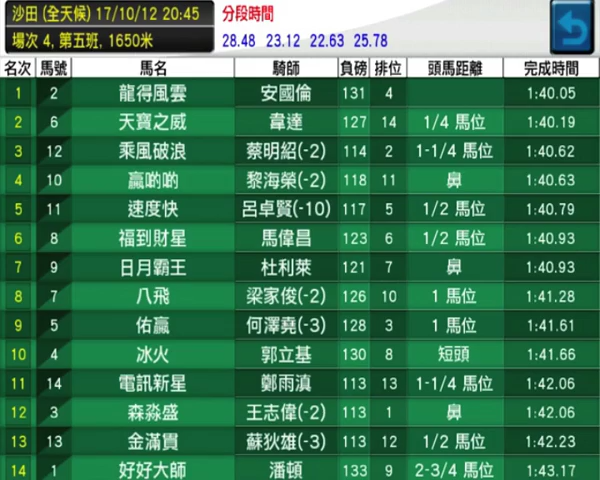 沙田 (全天候) 17/10/12 20:45 分段時間
場次 4, 第五班, 1650米 28.48 23.12 22.63 25.78
名次 馬號 馬名 騎師 負磅 排位 頭馬距離 完成時間
1 2 龍得風雲 安國倫 131 4 1:40.05
2 6 天寶之威 韋達 127 14 1/4 馬位 1:40.19
3 12 乘風破浪 蔡明紹(-2) 114 2 1-1/4 馬位 1:40.62
4 10 贏啲啲 黎海榮(-2) 118 11 鼻 1:40.63
5 11 速度快 呂卓賢(-10) 117 5 1/2 馬位 1:40.79
6 8 福到財星 馬偉昌 123 6 1/2 馬位 1:40.93
7 9 日月霸王 杜利萊 121 7 鼻 1:40.93
8 7 八飛 梁家俊(-2) 126 10 1 馬位 1:41.28
9 5 佑贏 何澤堯(-3) 128 3 1 馬位 1:41.61
10 4 冰火 郭立基 130 8 短頭 1:41.66
11 14 電訊新星 鄭雨滇 113 13 1-1/4 馬位 1:42.06
12 3 森淼盛 王志偉(-2) 113 1 鼻 1:42.06
13 13 金滿貫 蘇狄雄(-3) 113 12 1/2 馬位 1:42.23
14 1 好好大師 潘頓 133 9 2-3/4 馬位 1:43.17